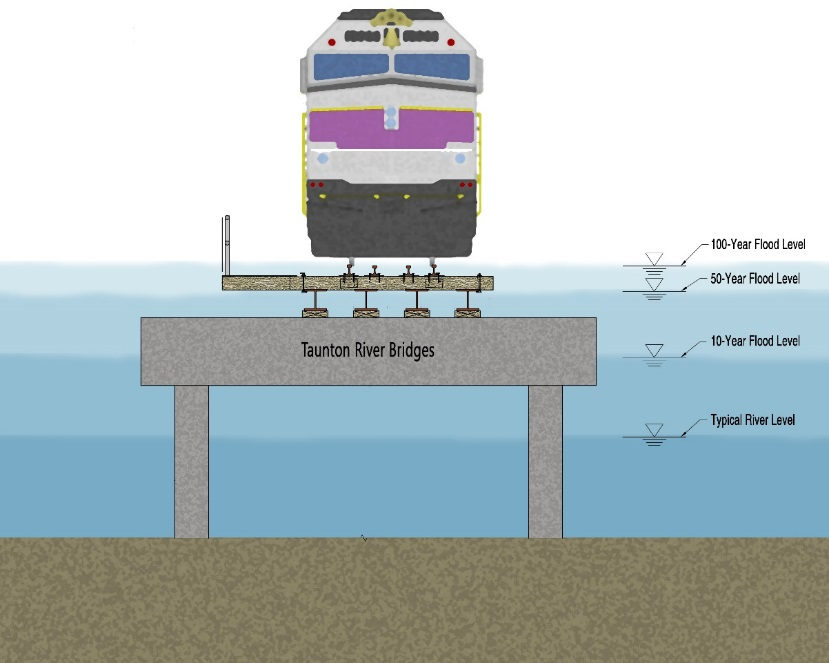 100-Year Flood Level
50-Year Flood Level
Taunton River Bridges
10-Year Flood Level
Typical River Level